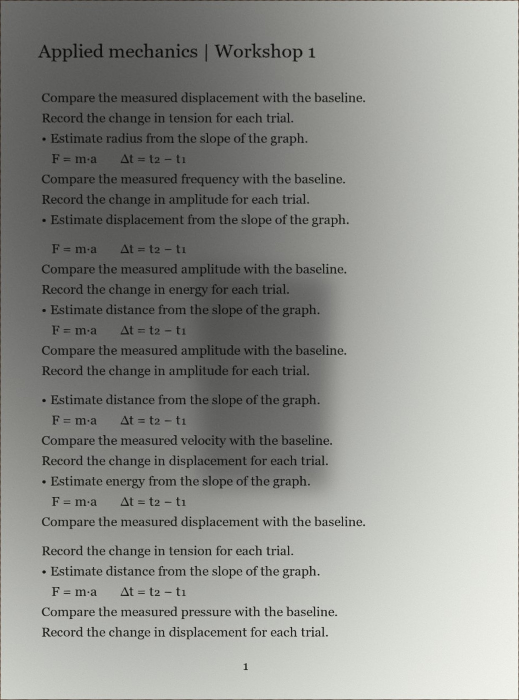 Applied mechanics | Workshop 1
Compare the measured displacement with the baseline.
Record the change in tension for each trial.
• Estimate radius from the slope of the graph.
F = m·a Δt = t2 − t1
Compare the measured frequency with the baseline.
Record the change in amplitude for each trial.
• Estimate displacement from the slope of the graph.
F = m·a Δt = t2 − t1
Compare the measured amplitude with the baseline.
Record the change in energy for each trial.
• Estimate distance from the slope of the graph.
F = m·a Δt = t2 − t1
Compare the measured amplitude with the baseline.
Record the change in amplitude for each trial.
• Estimate distance from the slope of the graph.
F = m·a Δt = t2 − t1
Compare the measured velocity with the baseline.
Record the change in displacement for each trial.
• Estimate energy from the slope of the graph.
F = m·a Δt = t2 − t1
Compare the measured displacement with the baseline.
Record the change in tension for each trial.
• Estimate distance from the slope of the graph.
F = m·a Δt = t2 − t1
Compare the measured pressure with the baseline.
Record the change in displacement for each trial.
1